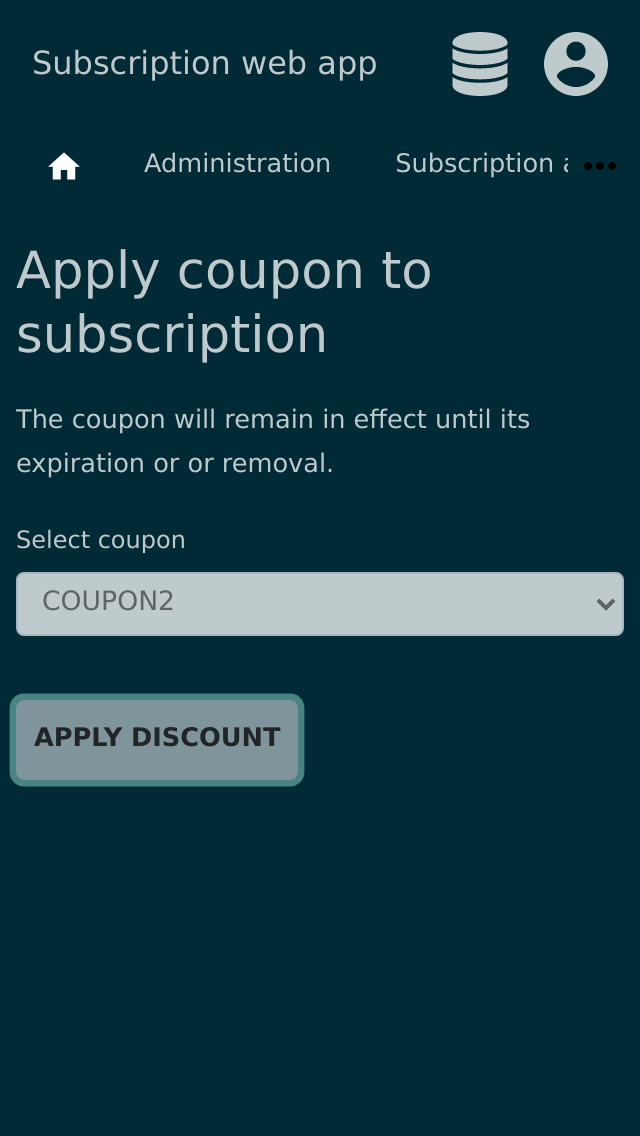 Subscription web app
Administration
Subscription
Apply coupon to
subscription
The coupon will remain in effect until its
expiration or or removal.
Select coupon
COUPON2
APPLY DISCOUNT